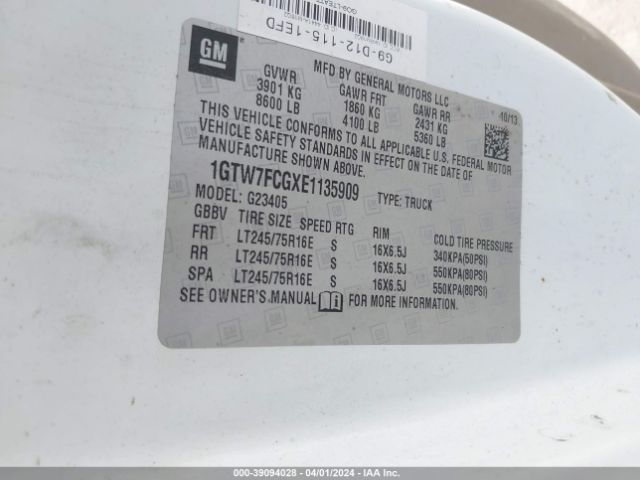 G9-D12-115-1EFD
GM
MFD BY GENERAL MOTORS LLC
10/13
GVWR GAWR FRT GAWR RR
3901 KG 1860 KG 2431 KG
8600 LB 4100 LB 5360 LB
THIS VEHICLE CONFORMS TO ALL APPLICABLE U.S. FEDERAL MOTOR
VEHICLE SAFETY STANDARDS IN EFFECT ON THE DATE OF
MANUFACTURE SHOWN ABOVE.
1GTW7FCGXE1135909
MODEL: G23405 TYPE: TRUCK
GBBV TIRE SIZE SPEED RTG RIM COLD TIRE PRESSURE
FRT LT245/75R16E S 16X6.5J 340KPA(50PSI)
RR LT245/75R16E S 16X6.5J 550KPA(80PSI)
SPA LT245/75R16E S 16X6.5J 550KPA(80PSI)
SEE OWNER'S MANUAL FOR MORE INFORMATION.
000-39094028 / 04/01/2024 / IAA Inc.